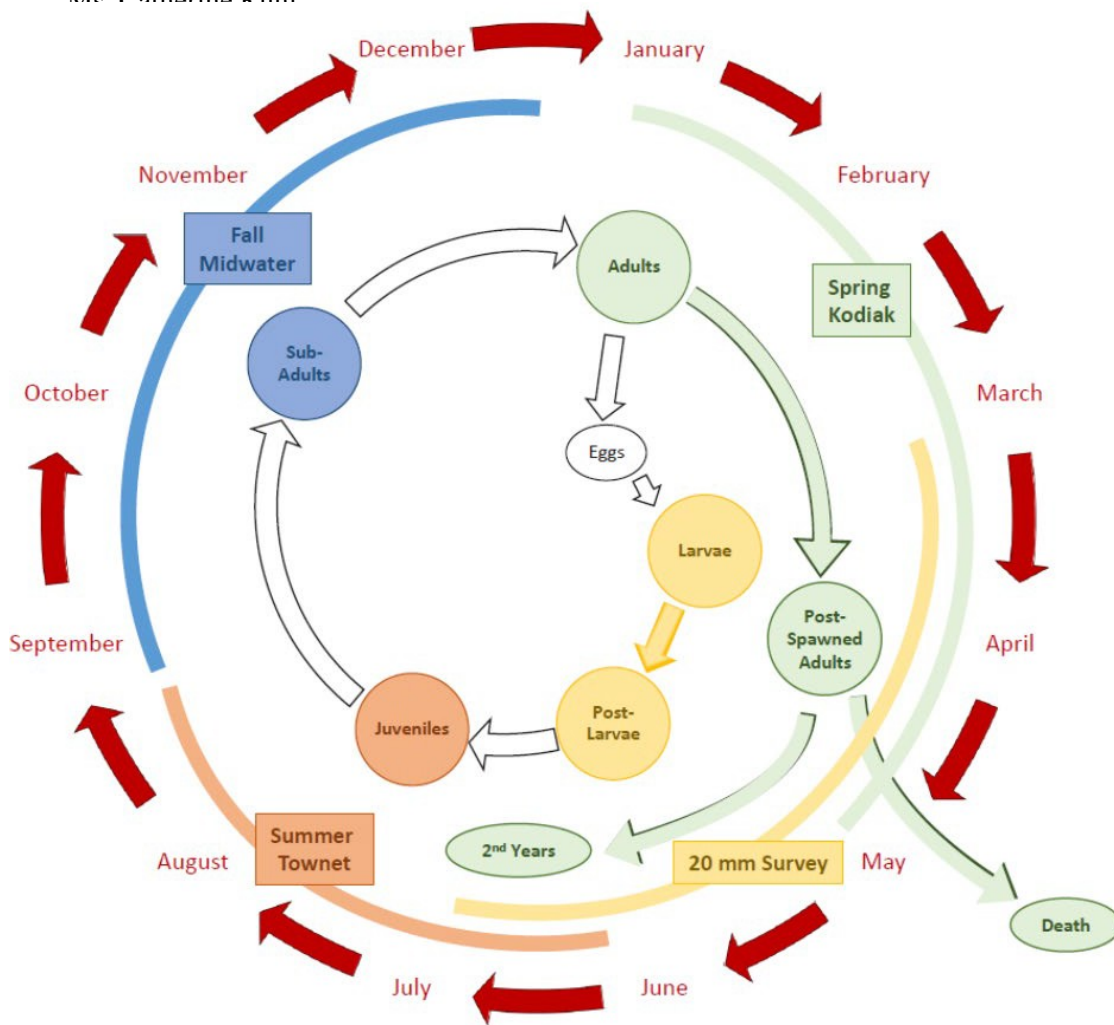 December
January
November
February
Fall
Midwater
Adults
Spring
Kodiak
Sub-
Adults
October
March
Eggs
Larvae
September
Post-
Spawned
Adults
April
Juveniles
Post-
Larvae
Summer
Townet
2nd Years
20 mm Survey
August
May
Death
July
June